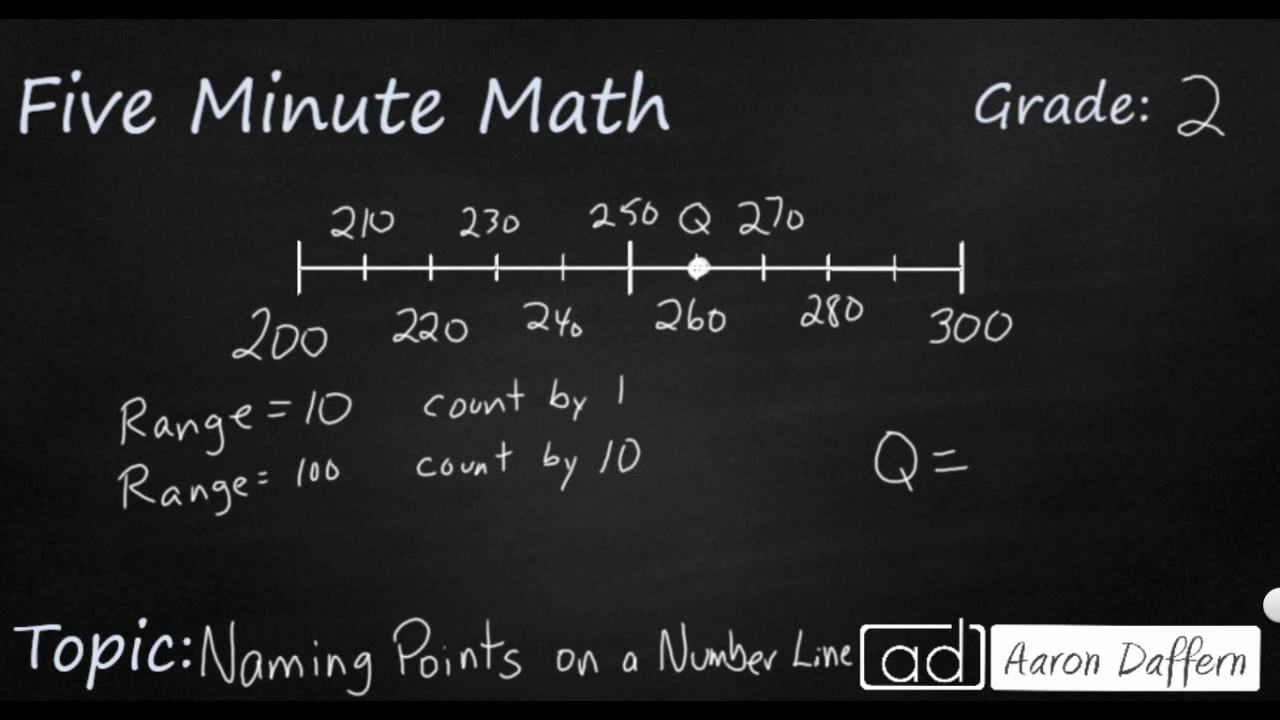 Five Minute Math
Grade: 2
210 230 250 Q 270
200 220 240 260 280 300
Range = 10 count by 1
Range = 100 count by 10
Q =
Topic: Naming Points on a Number Line
ad Aaron Daffern